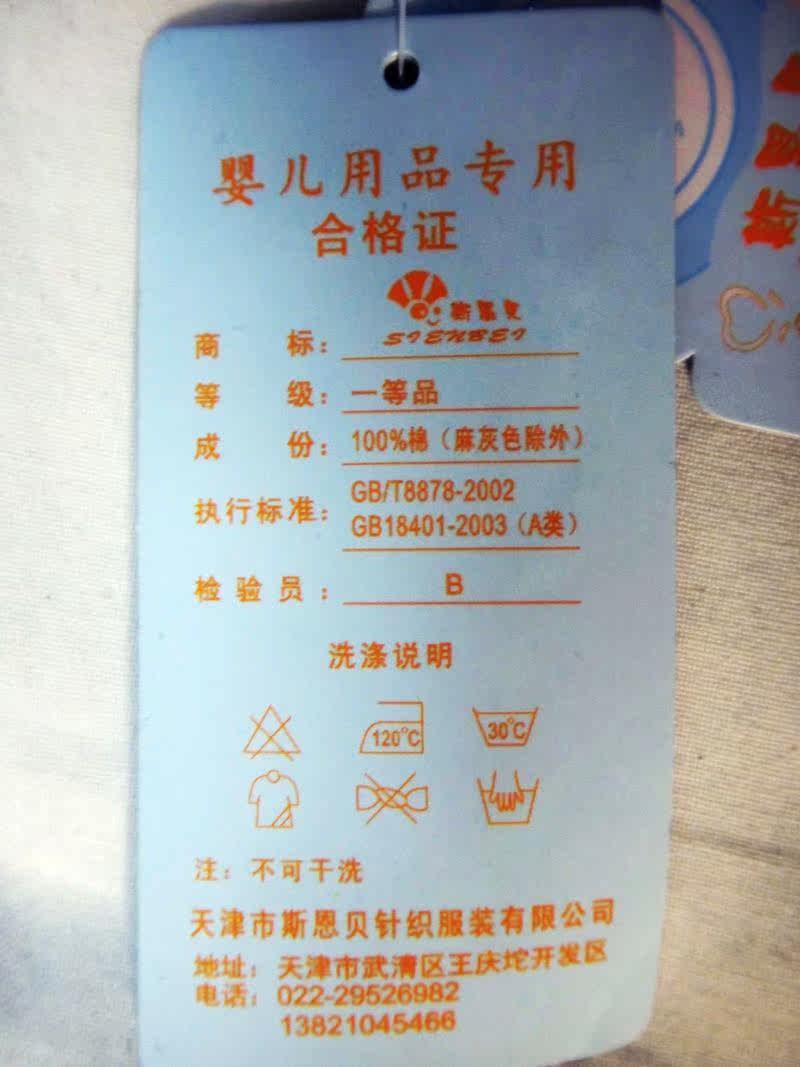 婴儿用品专用
合格证
斯恩贝
SIENBEI
商标：
等级：一等品
成份：100%棉（麻灰色除外）
执行标准：GB/T8878-2002
GB18401-2003（A类）
检验员：B
洗涤说明
120℃
30℃
注：不可干洗
天津市斯恩贝针织服装有限公司
地址：天津市武清区王庆坨开发区
电话：022-29526982
13821045466